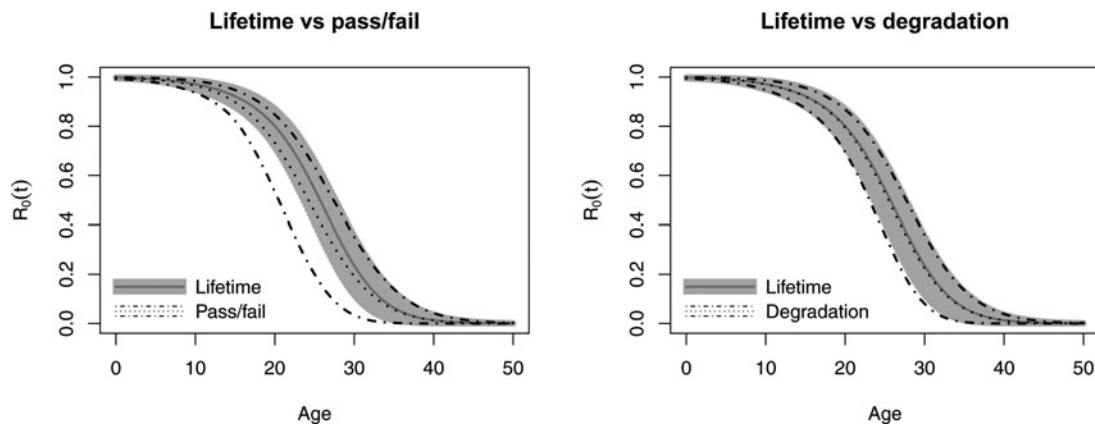 Lifetime vs pass/fail
R₀(t)
1.0
0.8
0.6
0.4
0.2
0.0
Lifetime
Pass/fail
0 10 20 30 40 50
Age
Lifetime vs degradation
R₀(t)
1.0
0.8
0.6
0.4
0.2
0.0
Lifetime
Degradation
0 10 20 30 40 50
Age